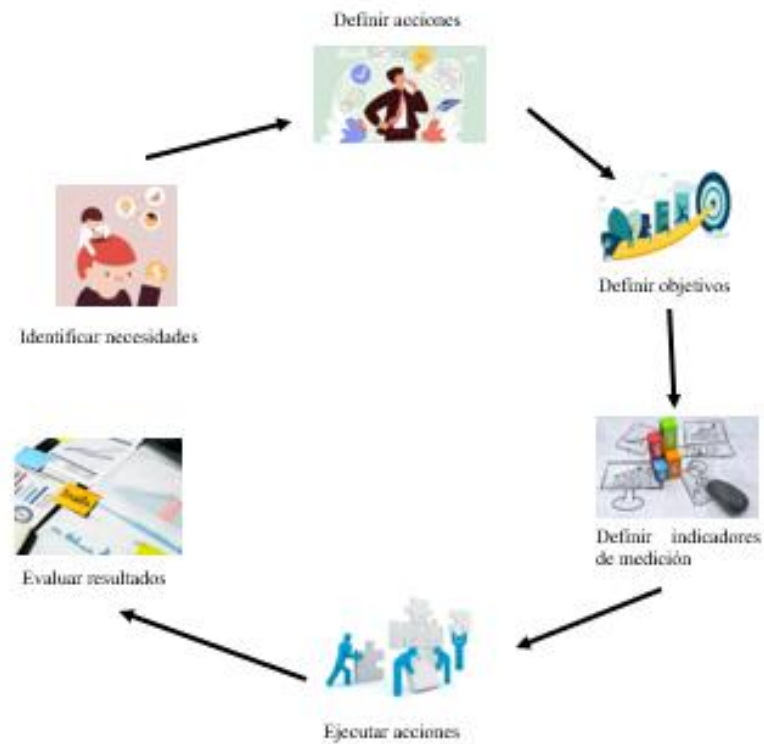 Definir acciones
Identificar necesidades
Definir objetivos
Definir indicadores
de medición
Evaluar resultados
Ejecutar acciones